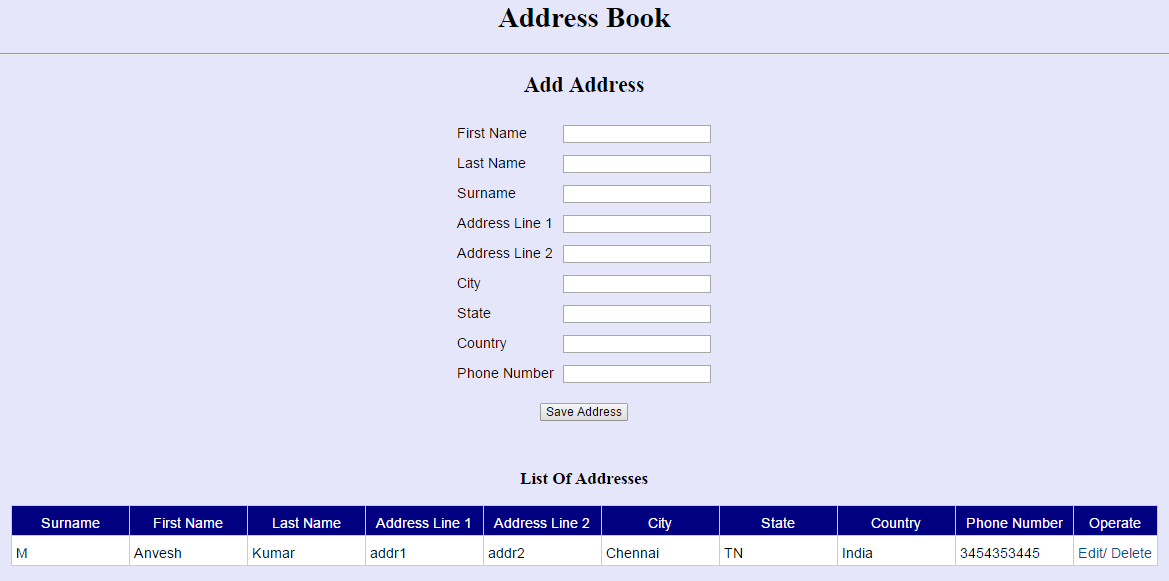 Address Book
Add Address
First Name
Last Name
Surname
Address Line 1
Address Line 2
City
State
Country
Phone Number
Save Address
List Of Addresses
Surname First Name Last Name Address Line 1 Address Line 2 City State Country Phone Number Operate
M Anvesh Kumar addr1 addr2 Chennai TN India 3454353445 Edit/ Delete